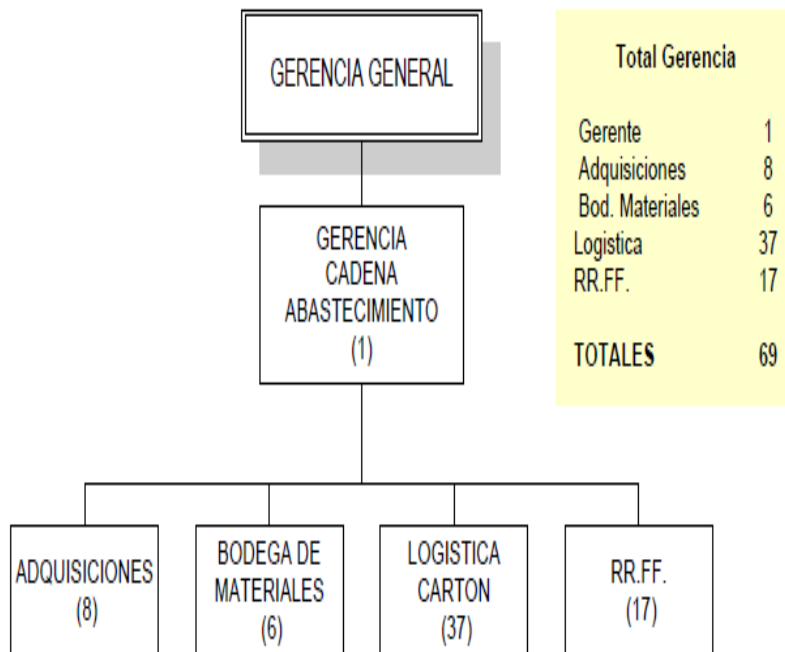 GERENCIA GENERAL
Total Gerencia
Gerente 1
Adquisiciones 8
Bod. Materiales 6
Logistica 37
RR.FF. 17
TOTALES 69
GERENCIA
CADENA
ABASTECIMIENTO
(1)
ADQUISICIONES
(8)
BODEGA DE
MATERIALES
(6)
LOGISTICA
CARTON
(37)
RR.FF.
(17)